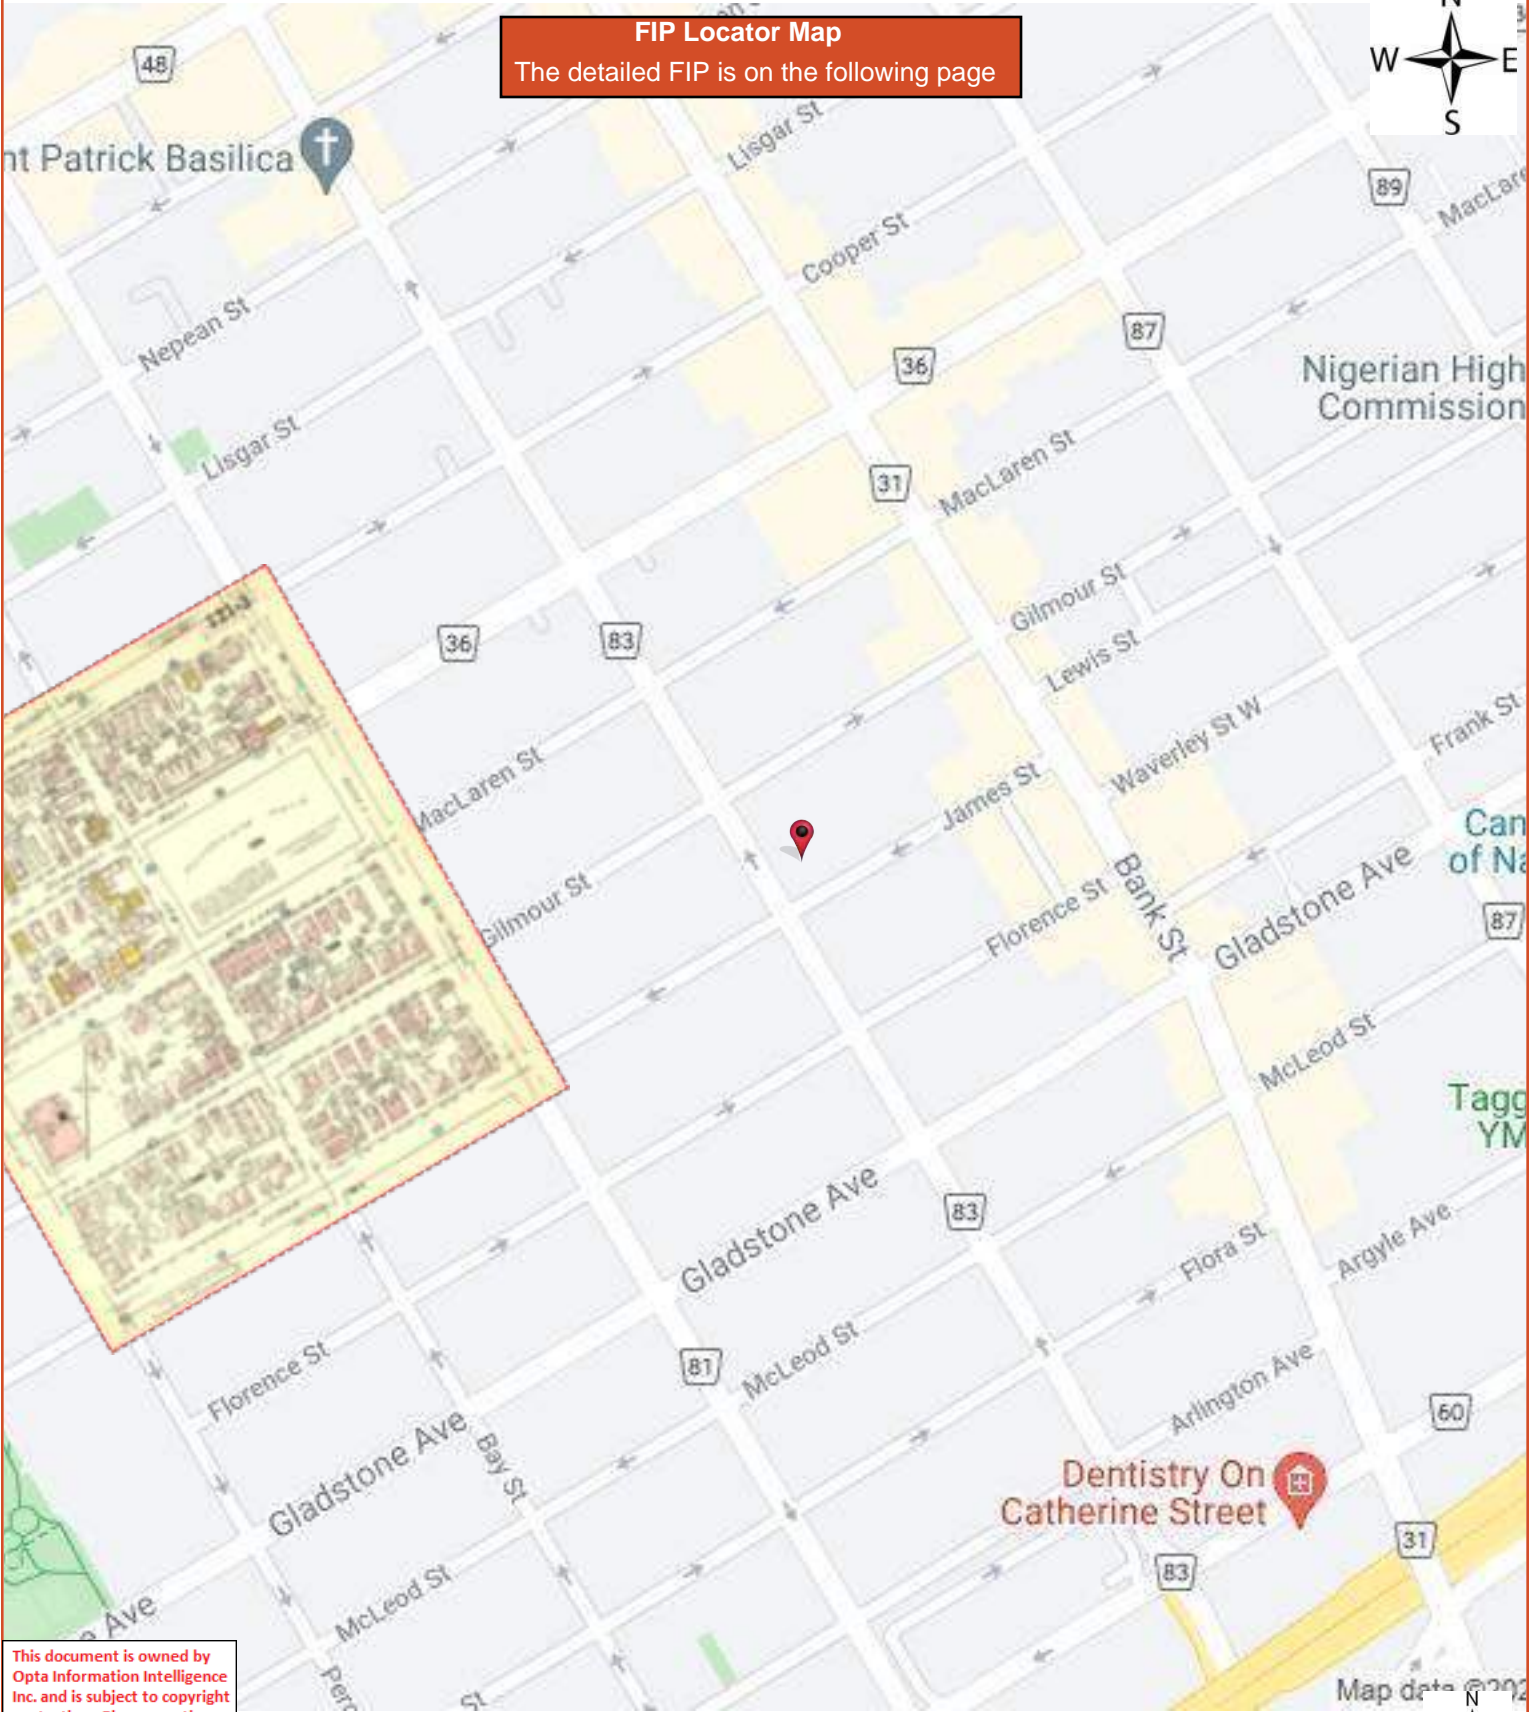 FIP Locator Map
The detailed FIP is on the following page
N
W
E
S
48
nt Patrick Basilica
Lisgar St
89
MacLare
Cooper St
Nepean St
87
36
Nigerian High
Commission
Lisgar St
MacLaren St
31
Gilmour St
36
83
Lewis St
Waverley St W
Frank St
MacLaren St
James St
Can
of Na
Bank St
Gladstone Ave
Gilmour St
Florence St
87
McLeod St
Tagg
YM
Gladstone Ave
83
Flora St
Argyle Ave
Florence St
81
McLeod St
Arlington Ave
60
Gladstone Ave
Bay St
Dentistry On
Catherine Street
31
83
McLeod St
e Ave
Perc
St
This document is owned by
Opta Information Intelligence
Inc. and is subject to copyright
Map data ©202
N